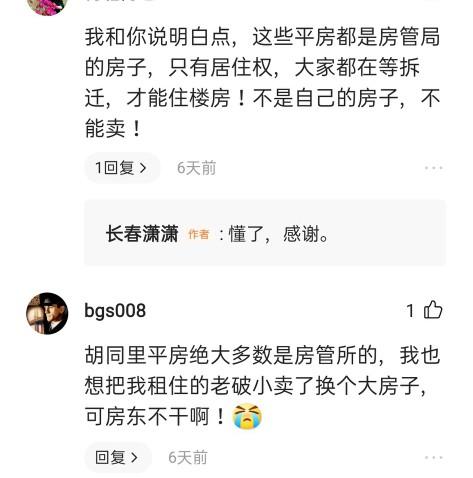 我和你说明白点，这些平房都是房管局
的房子，只有居住权，大家都在等拆
迁，才能住楼房！不是自己的房子，不
能卖！
1回复 > 6天前 ...
长春潇潇 作者 : 懂了，感谢。
bgs008 1
胡同里平房绝大多数是房管所的，我也
想把我租住的老破小卖了换个大房子，
可房东不干啊！😭
回复 > 6天前 ...